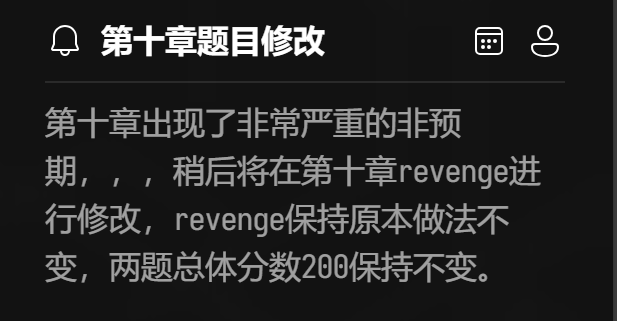 第十章题目修改
第十章出现了非常严重的非预
期，，，稍后将在第十章revenge进
行修改，revenge保持原本做法不
变，两题总体分数200保持不变。